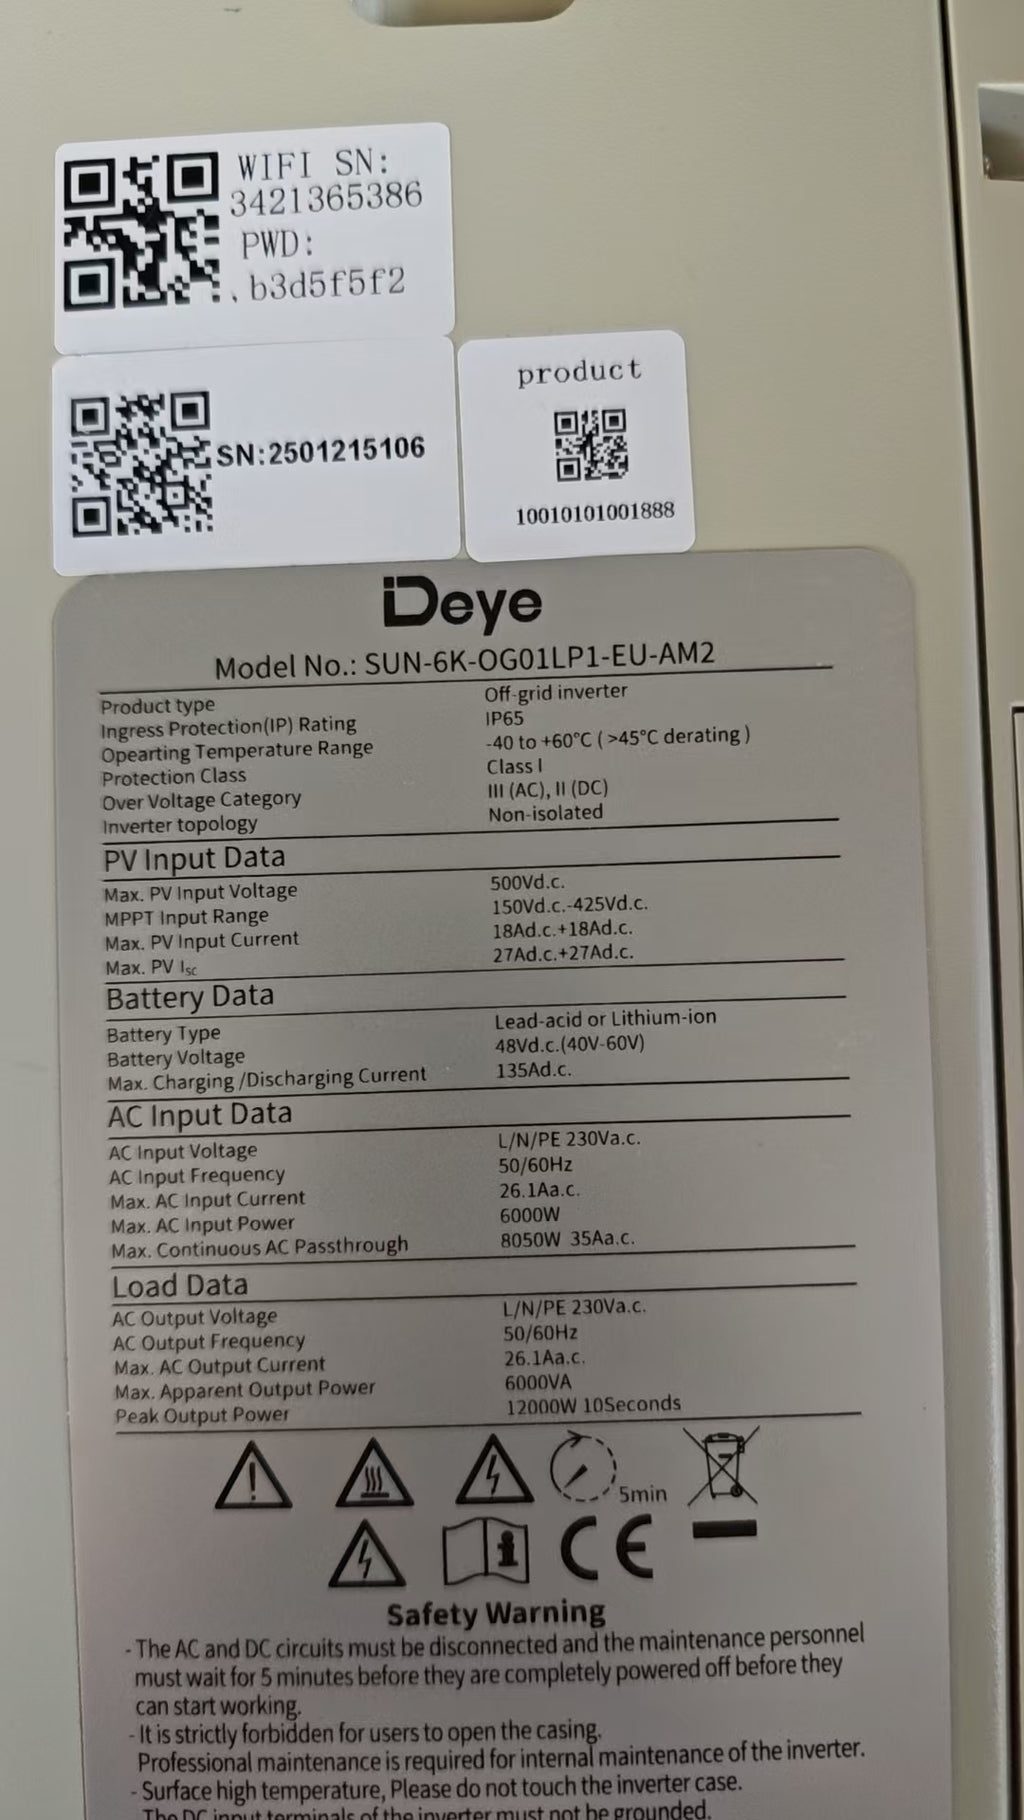 WIFI SN:
3421365386
PWD:
b3d5f5f2
SN:2501215106
product
10010101001888
Deye
Model No.: SUN-6K-OG01LP1-EU-AM2
Product type Off-grid inverter
Ingress Protection(IP) Rating IP65
Opearting Temperature Range -40 to +60°C ( >45°C derating )
Protection Class Class I
Over Voltage Category III (AC), II (DC)
Inverter topology Non-isolated
PV Input Data
Max. PV Input Voltage 500Vd.c.
MPPT Input Range 150Vd.c.-425Vd.c.
Max. PV Input Current 18Ad.c.+18Ad.c.
Max. PV Isc 27Ad.c.+27Ad.c.
Battery Data
Battery Type Lead-acid or Lithium-ion
Battery Voltage 48Vd.c.(40V-60V)
Max. Charging /Discharging Current 135Ad.c.
AC Input Data
AC Input Voltage L/N/PE 230Va.c.
AC Input Frequency 50/60Hz
Max. AC Input Current 26.1Aa.c.
Max. AC Input Power 6000W
Max. Continuous AC Passthrough 8050W 35Aa.c.
Load Data
AC Output Voltage L/N/PE 230Va.c.
AC Output Frequency 50/60Hz
Max. AC Output Current 26.1Aa.c.
Max. Apparent Output Power 6000VA
Peak Output Power 12000W 10Seconds
5min
CE
Safety Warning
- The AC and DC circuits must be disconnected and the maintenance personnel
must wait for 5 minutes before they are completely powered off before they
can start working.
- It is strictly forbidden for users to open the casing.
Professional maintenance is required for internal maintenance of the inverter.
- Surface high temperature, Please do not touch the inverter case.
The DC input terminals of the inverter must not be grounded.